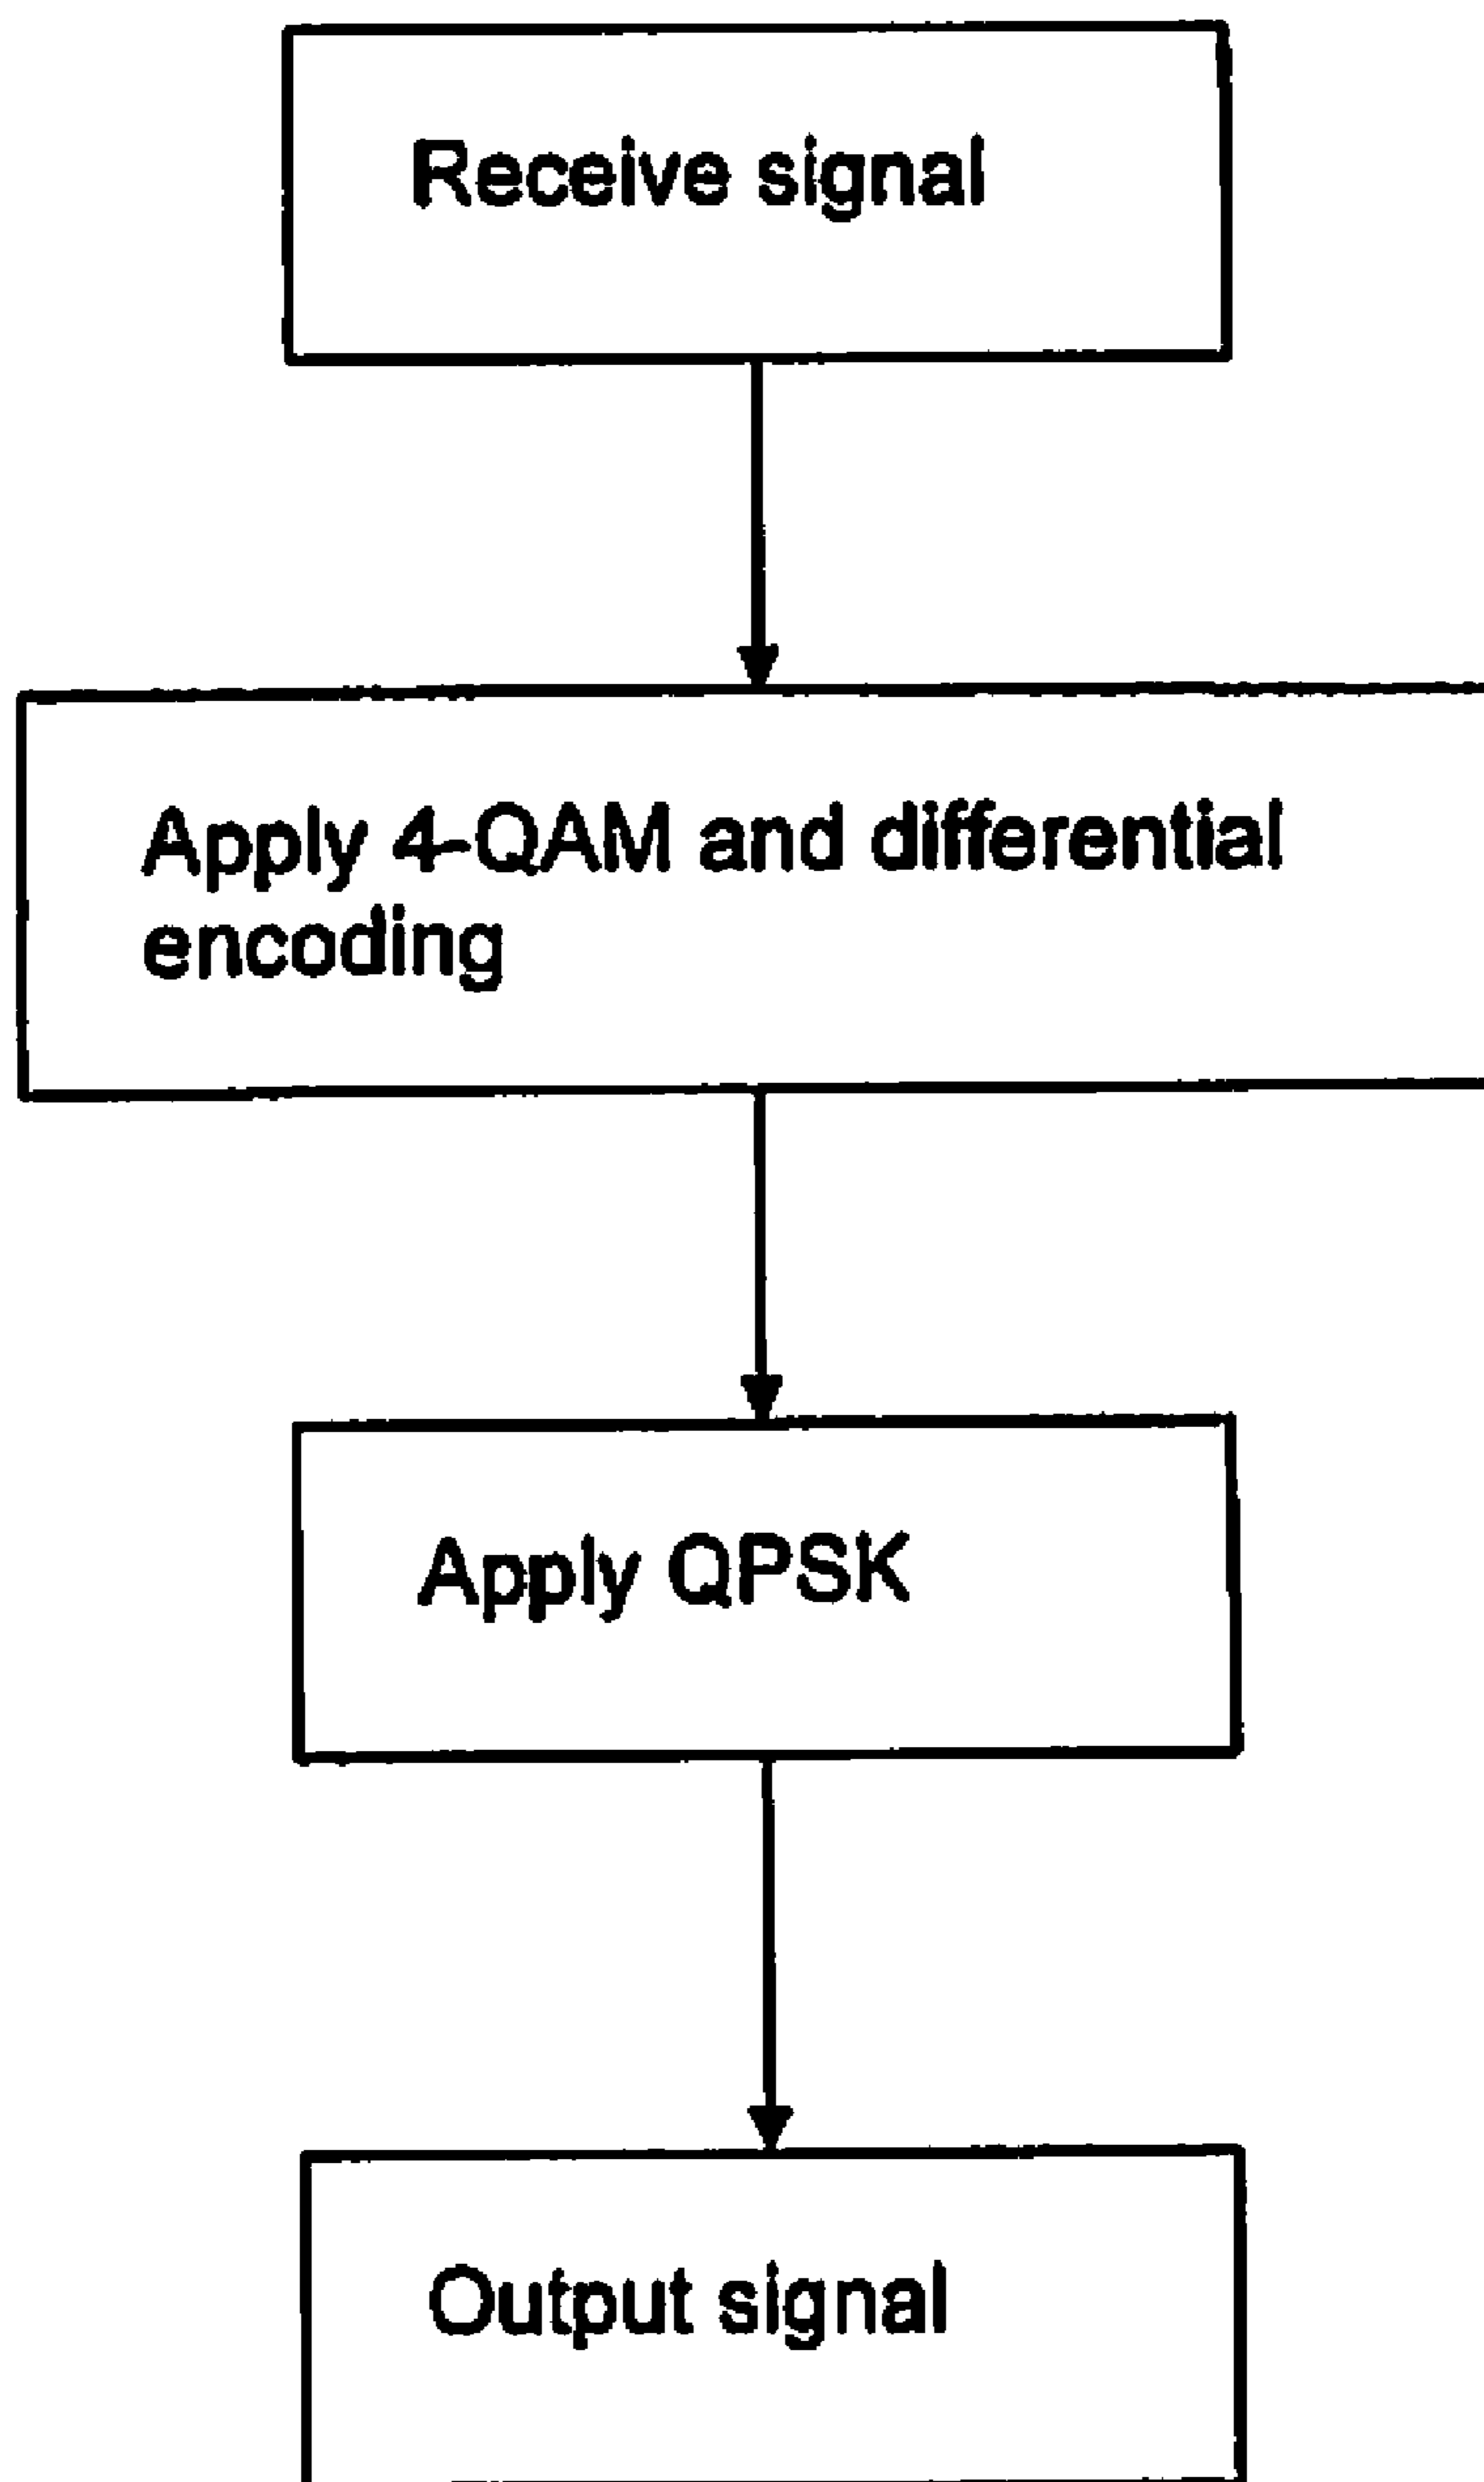 Receive signal
Apply 4-QAM and differential
encoding
Apply QPSK
Output signal